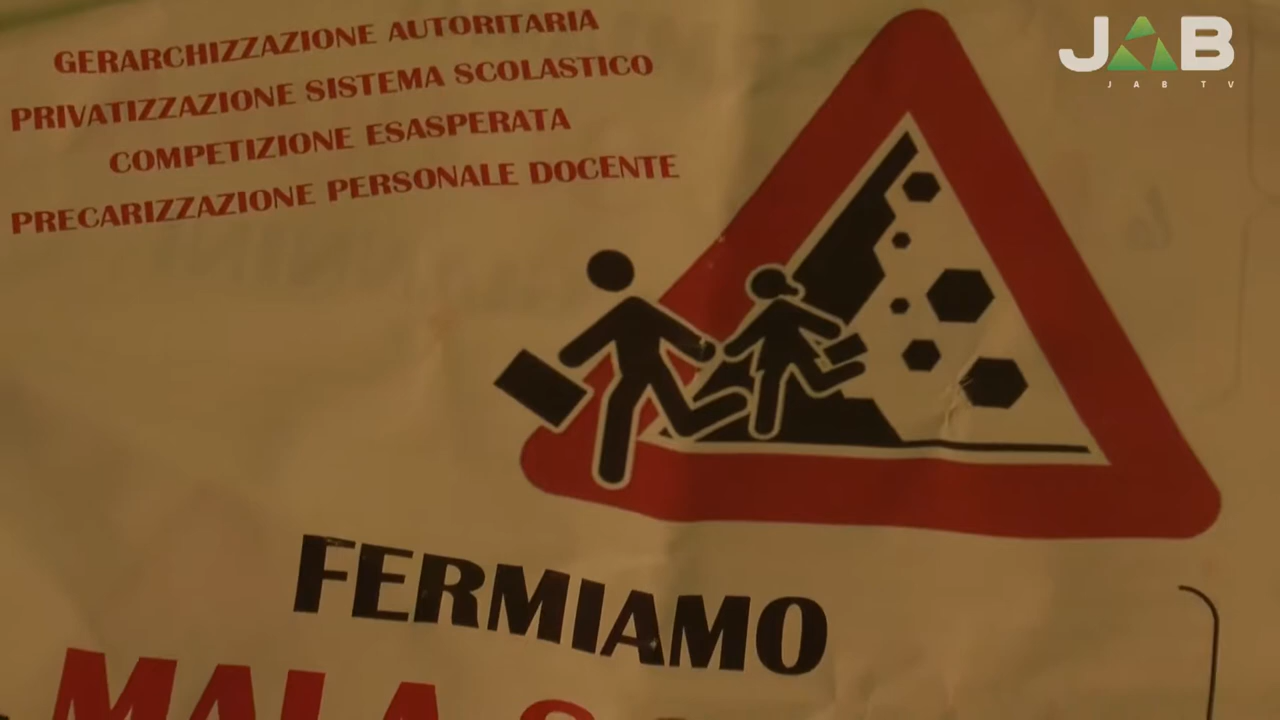 GERARCHIZZAZIONE AUTORITARIA
PRIVATIZZAZIONE SISTEMA SCOLASTICO
COMPETIZIONE ESASPERATA
PRECARIZZAZIONE PERSONALE DOCENTE
JAB
JAB TV
FERMIAMO
MALA